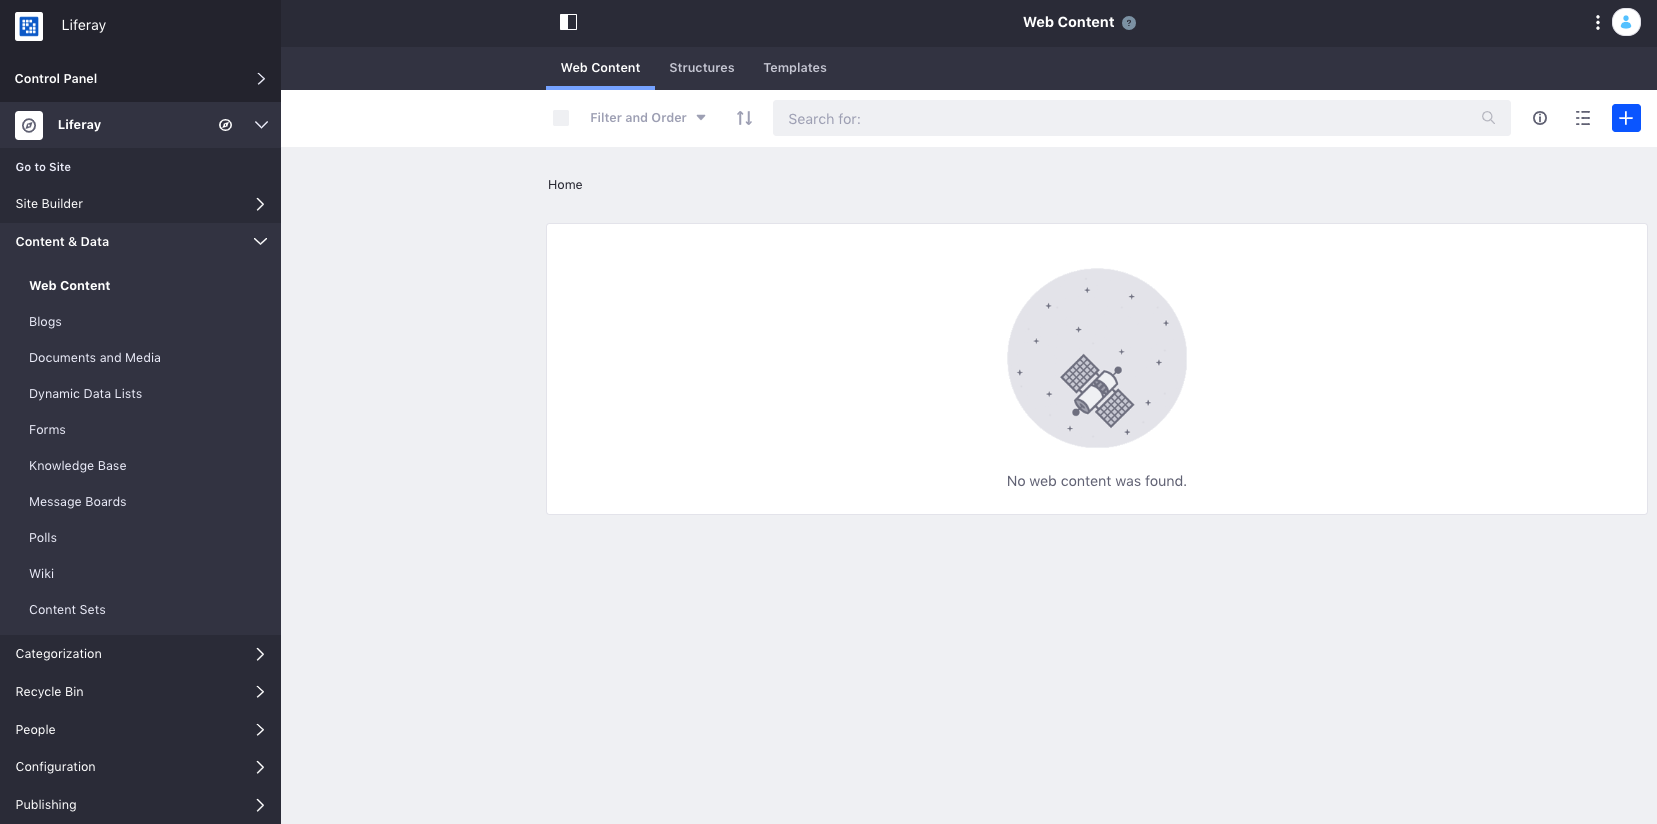 Liferay
Control Panel
Liferay
Go to Site
Site Builder
Content & Data
Web Content
Blogs
Documents and Media
Dynamic Data Lists
Forms
Knowledge Base
Message Boards
Polls
Wiki
Content Sets
Categorization
Recycle Bin
People
Configuration
Publishing
Web Content ?
Web Content Structures Templates
Filter and Order
Search for:
Home
No web content was found.